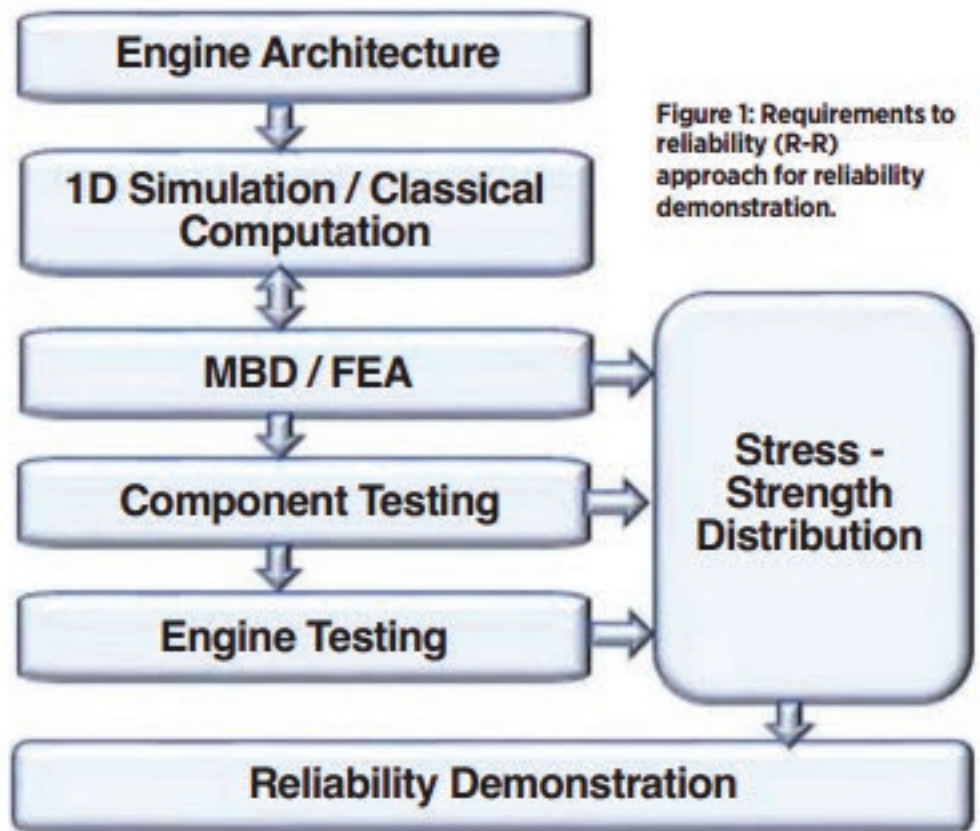 Engine Architecture
Figure 1: Requirements to
reliability (R-R)
approach for reliability
demonstration.
1D Simulation / Classical
Computation
MBD / FEA
Component Testing
Engine Testing
Stress -
Strength
Distribution
Reliability Demonstration